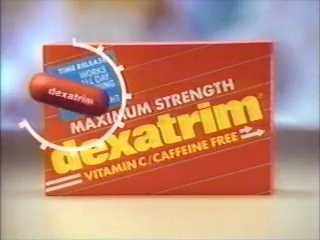 TIME RELEASE
WORKS
ALL DAY
dexatrim
MAXIMUM STRENGTH
dexatrim
VITAMIN C/CAFFEINE FREE